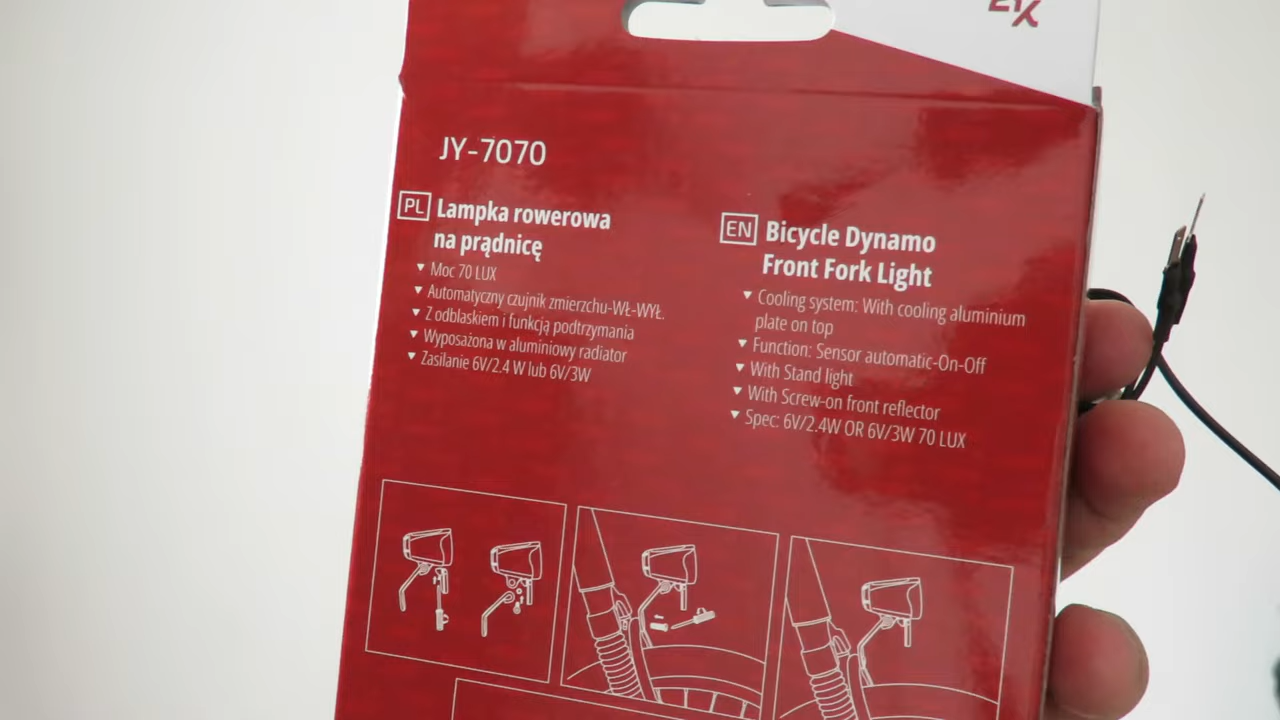 JY-7070
PL Lampka rowerowa
na prądnicę
Moc 70 LUX
Automatyczny czujnik zmierzchu-WŁ-WYŁ.
Z odblaskiem i funkcją podtrzymania
Wyposażona w aluminiowy radiator
Zasilanie 6V/2.4 W lub 6V/3W
EN Bicycle Dynamo
Front Fork Light
Cooling system: With cooling aluminium
plate on top
Function: Sensor automatic-On-Off
With Stand light
With Screw-on front reflector
Spec: 6V/2.4W OR 6V/3W 70 LUX